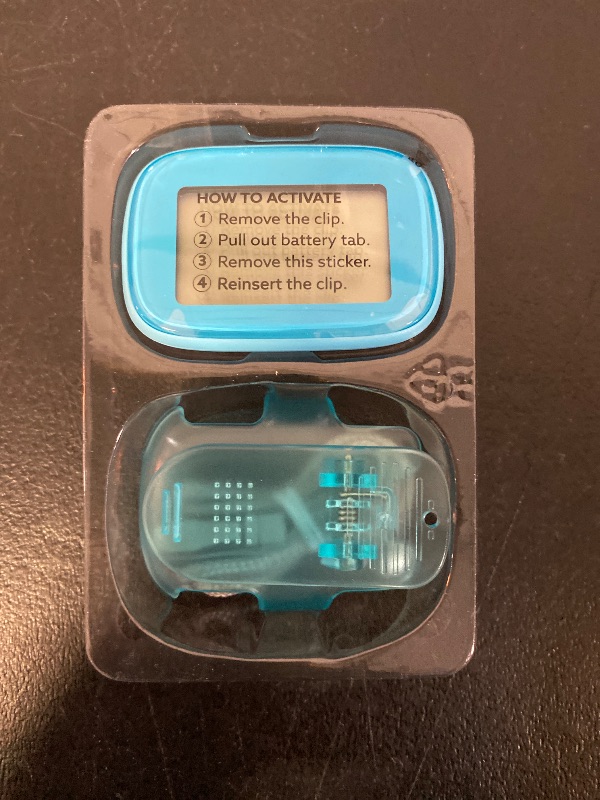 HOW TO ACTIVATE
① Remove the clip.
② Pull out battery tab.
③ Remove this sticker.
④ Reinsert the clip.